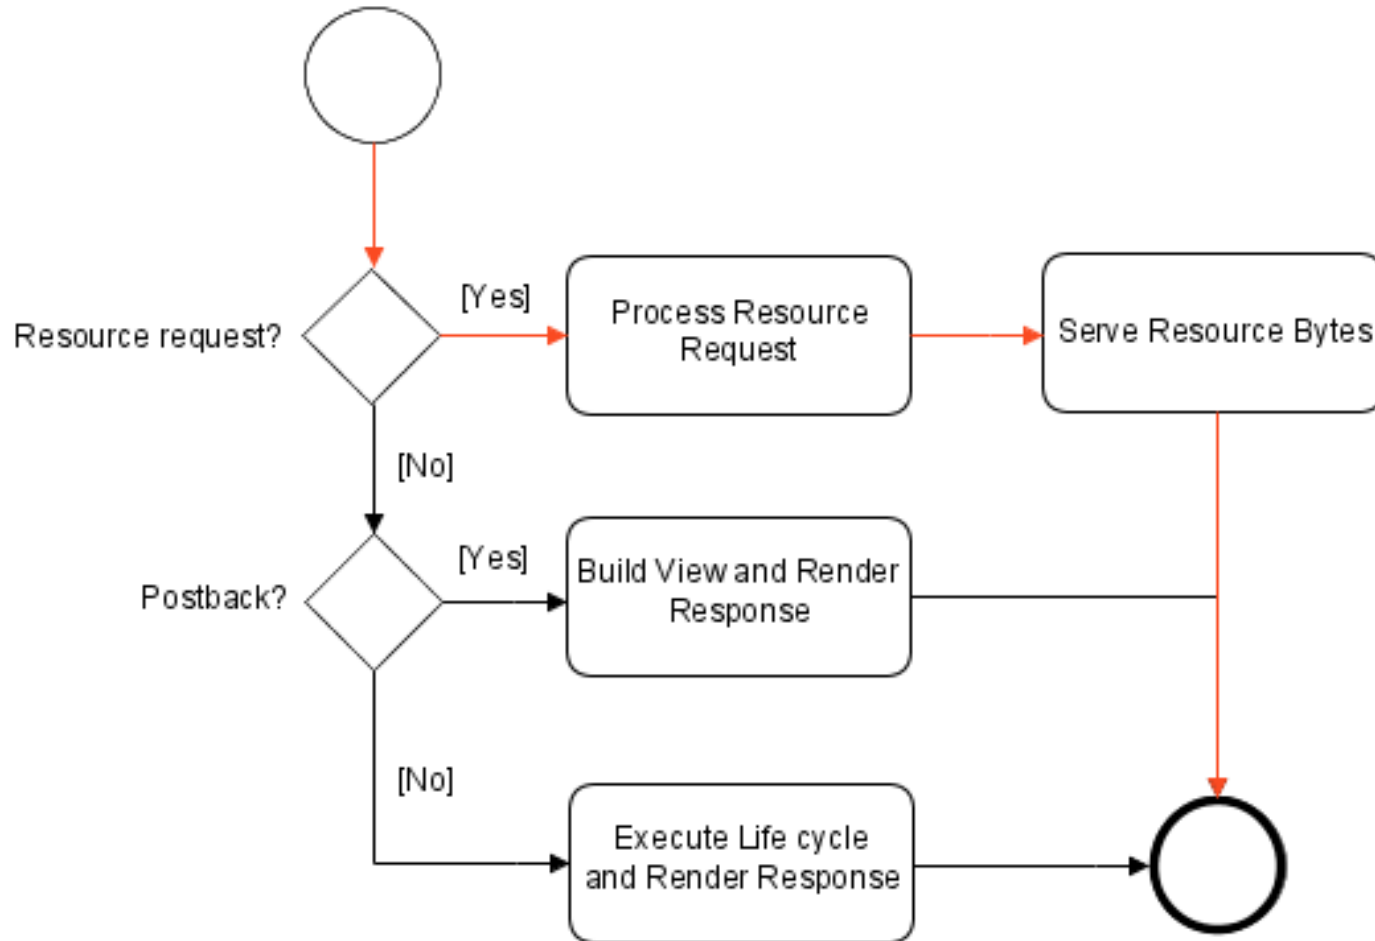 [Yes]
Process Resource
Request
Serve Resource Bytes
Resource request?
[No]
[Yes]
Build View and Render
Response
Postback?
[No]
Execute Life cycle
and Render Response